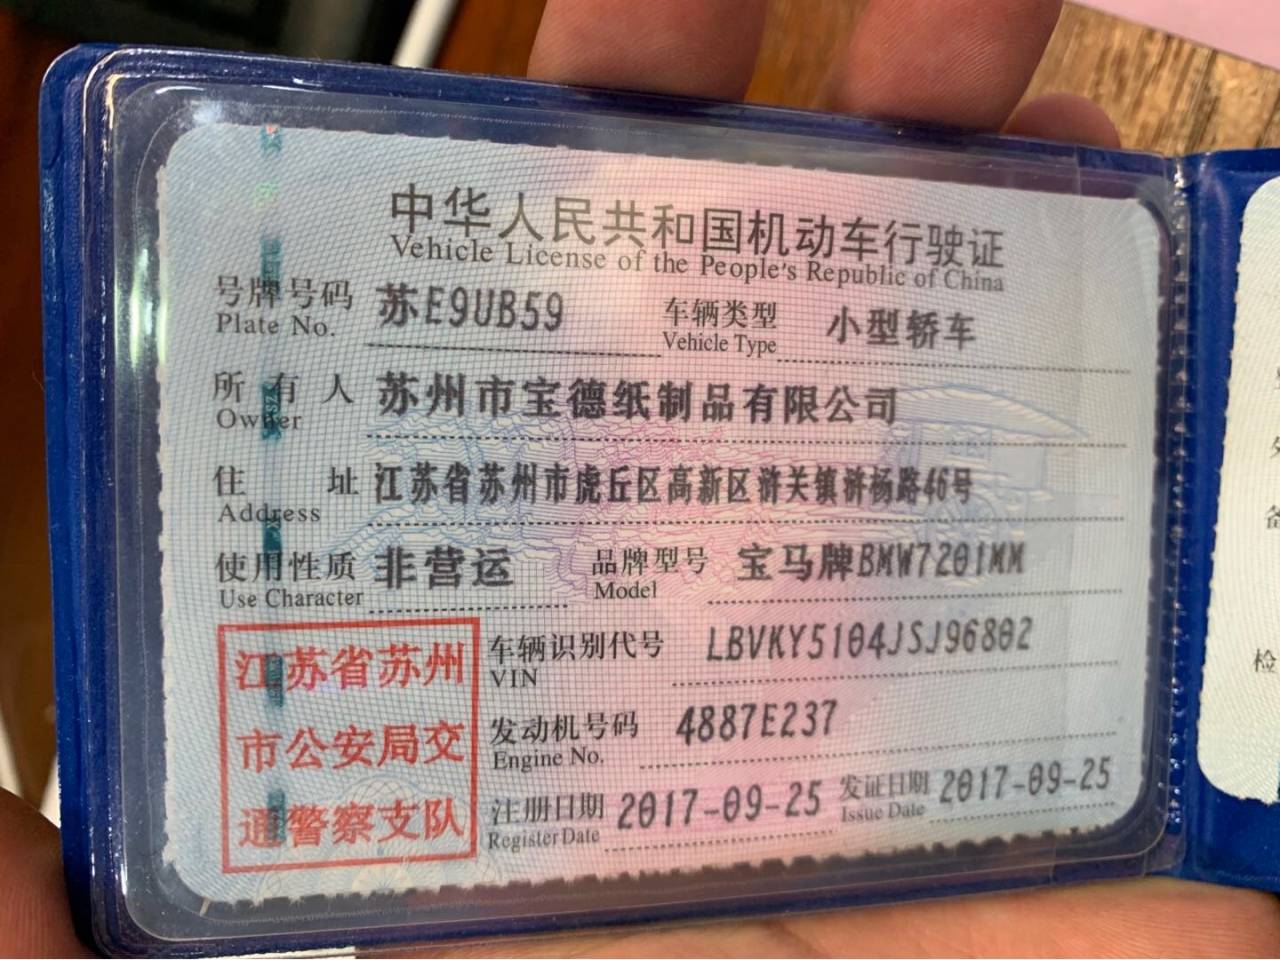 中华人民共和国机动车行驶证
Vehicle License of the People's Republic of China
号牌号码 苏E9UB59 车辆类型 小型轿车
Plate No. Vehicle Type
所有人 苏州市宝德纸制品有限公司
Owner
住址 江苏省苏州市虎丘区高新区浒关镇浒杨路46号
Address
使用性质 非营运 品牌型号 宝马牌BMW7201MM
Use Character Model
江苏省苏州
市公安局交
通警察支队
车辆识别代号 LBVKY5104JSJ96802
VIN
发动机号码 4887E237
Engine No.
注册日期 2017-09-25 发证日期 2017-09-25
Register Date Issue Date
检